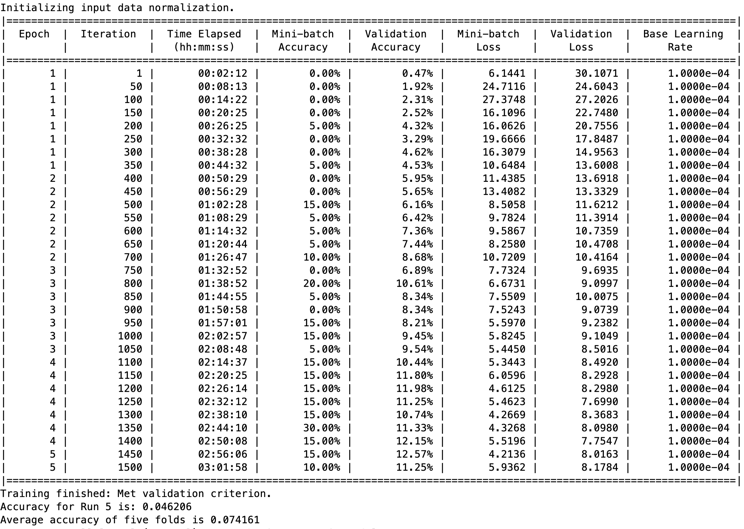 Initializing input data normalization.
|======================================================================================================================|
| Epoch | Iteration | Time Elapsed | Mini-batch | Validation | Mini-batch | Validation | Base Learning |
| | | (hh:mm:ss) | Accuracy | Accuracy | Loss | Loss | Rate |
|======================================================================================================================|
| 1 | 1 | 00:02:12 | 0.00% | 0.47% | 6.1441 | 30.1071 | 1.0000e-04 |
| 1 | 50 | 00:08:13 | 0.00% | 1.92% | 24.7116 | 24.6043 | 1.0000e-04 |
| 1 | 100 | 00:14:22 | 0.00% | 2.31% | 27.3748 | 27.2026 | 1.0000e-04 |
| 1 | 150 | 00:20:25 | 0.00% | 2.52% | 16.1096 | 22.7480 | 1.0000e-04 |
| 1 | 200 | 00:26:25 | 5.00% | 4.32% | 16.0626 | 20.7556 | 1.0000e-04 |
| 1 | 250 | 00:32:32 | 0.00% | 3.29% | 19.6666 | 17.8487 | 1.0000e-04 |
| 1 | 300 | 00:38:28 | 0.00% | 4.62% | 16.3079 | 14.9563 | 1.0000e-04 |
| 1 | 350 | 00:44:32 | 5.00% | 4.53% | 10.6484 | 13.6008 | 1.0000e-04 |
| 2 | 400 | 00:50:29 | 0.00% | 5.95% | 11.4385 | 13.6918 | 1.0000e-04 |
| 2 | 450 | 00:56:29 | 0.00% | 5.65% | 13.4082 | 13.3329 | 1.0000e-04 |
| 2 | 500 | 01:02:28 | 15.00% | 6.16% | 8.5058 | 11.6212 | 1.0000e-04 |
| 2 | 550 | 01:08:29 | 5.00% | 6.42% | 9.7824 | 11.3914 | 1.0000e-04 |
| 2 | 600 | 01:14:32 | 5.00% | 7.36% | 9.5867 | 10.7359 | 1.0000e-04 |
| 2 | 650 | 01:20:44 | 5.00% | 7.44% | 8.2580 | 10.4708 | 1.0000e-04 |
| 2 | 700 | 01:26:47 | 10.00% | 8.68% | 10.7209 | 10.4164 | 1.0000e-04 |
| 3 | 750 | 01:32:52 | 0.00% | 6.89% | 7.7324 | 9.6935 | 1.0000e-04 |
| 3 | 800 | 01:38:52 | 20.00% | 10.61% | 6.6731 | 9.0997 | 1.0000e-04 |
| 3 | 850 | 01:44:55 | 5.00% | 8.34% | 7.5509 | 10.0075 | 1.0000e-04 |
| 3 | 900 | 01:50:58 | 0.00% | 8.34% | 7.5243 | 9.0739 | 1.0000e-04 |
| 3 | 950 | 01:57:01 | 15.00% | 8.21% | 5.5970 | 9.2382 | 1.0000e-04 |
| 3 | 1000 | 02:02:57 | 15.00% | 9.45% | 5.8245 | 9.1049 | 1.0000e-04 |
| 3 | 1050 | 02:08:48 | 5.00% | 9.54% | 5.4450 | 8.5016 | 1.0000e-04 |
| 4 | 1100 | 02:14:37 | 15.00% | 10.44% | 5.3443 | 8.4920 | 1.0000e-04 |
| 4 | 1150 | 02:20:25 | 15.00% | 11.80% | 6.0596 | 8.2928 | 1.0000e-04 |
| 4 | 1200 | 02:26:14 | 15.00% | 11.98% | 4.6125 | 8.2980 | 1.0000e-04 |
| 4 | 1250 | 02:32:12 | 15.00% | 11.25% | 5.4623 | 7.6990 | 1.0000e-04 |
| 4 | 1300 | 02:38:10 | 15.00% | 10.74% | 4.2669 | 8.3683 | 1.0000e-04 |
| 4 | 1350 | 02:44:10 | 30.00% | 11.33% | 4.3268 | 8.0980 | 1.0000e-04 |
| 4 | 1400 | 02:50:08 | 15.00% | 12.15% | 5.5196 | 7.7547 | 1.0000e-04 |
| 5 | 1450 | 02:56:06 | 15.00% | 12.57% | 4.2136 | 8.0163 | 1.0000e-04 |
| 5 | 1500 | 03:01:58 | 10.00% | 11.25% | 5.9362 | 8.1784 | 1.0000e-04 |
|======================================================================================================================|
Training finished: Met validation criterion.
Accuracy for Run 5 is: 0.046206
Average accuracy of five folds is 0.074161